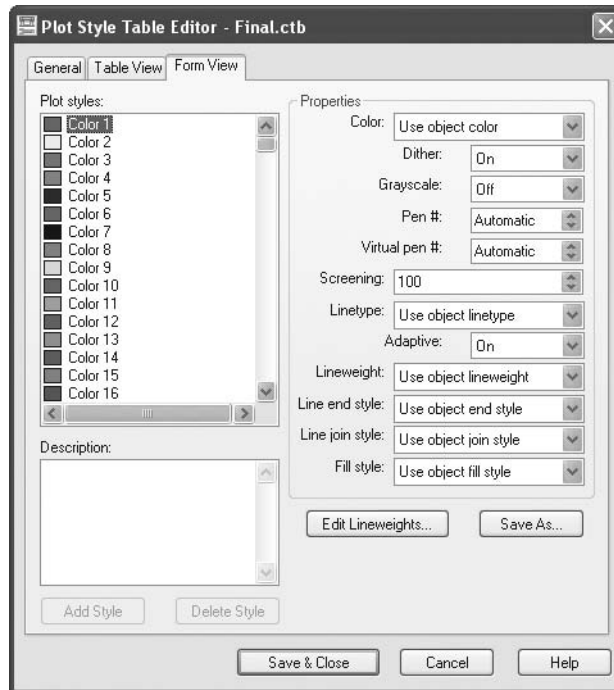 Plot Style Table Editor - Final.ctb
General Table View Form View
Plot styles:
Color 1
Color 2
Color 3
Color 4
Color 5
Color 6
Color 7
Color 8
Color 9
Color 10
Color 11
Color 12
Color 13
Color 14
Color 15
Color 16
Description:
Add Style Delete Style
Properties
Color: Use object color
Dither: On
Grayscale: Off
Pen #: Automatic
Virtual pen #: Automatic
Screening: 100
Linetype: Use object linetype
Adaptive: On
Lineweight: Use object lineweight
Line end style: Use object end style
Line join style: Use object join style
Fill style: Use object fill style
Edit Lineweights... Save As...
Save & Close Cancel Help